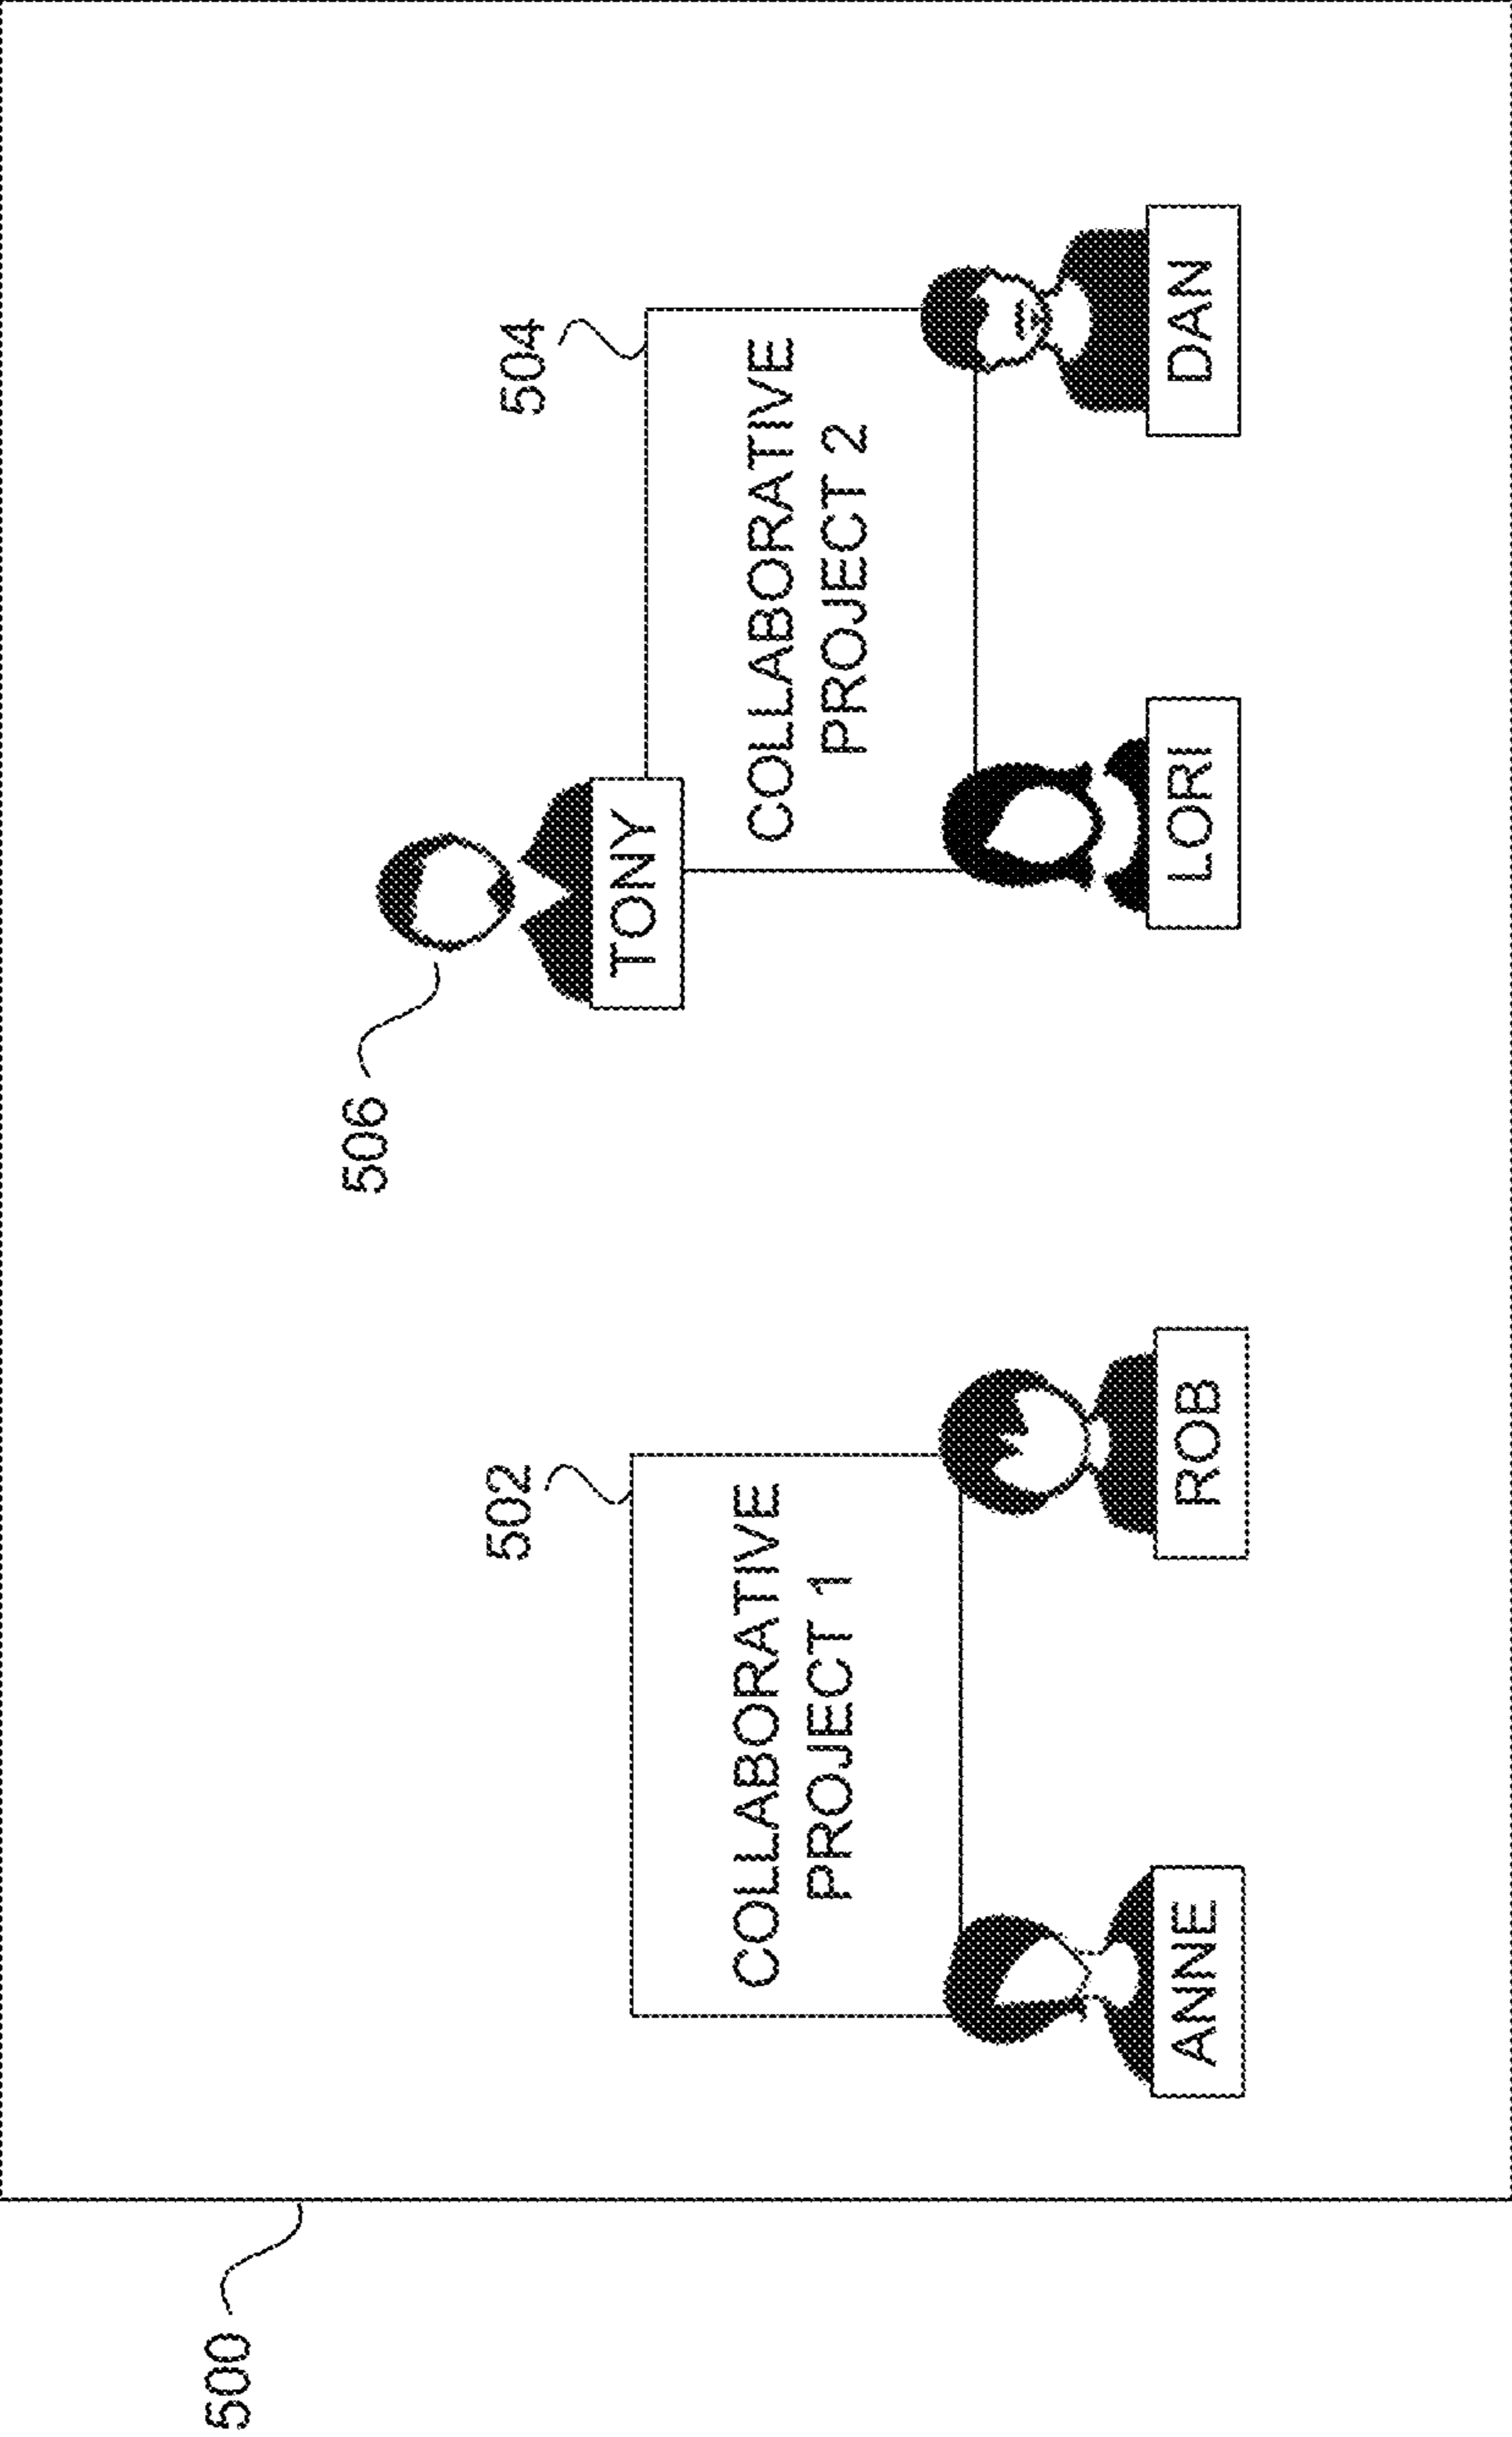 500
506
504
502
TONY
COLLABORATIVE
PROJECT 1
COLLABORATIVE
PROJECT 2
ANNE
ROB
LORI
DAN